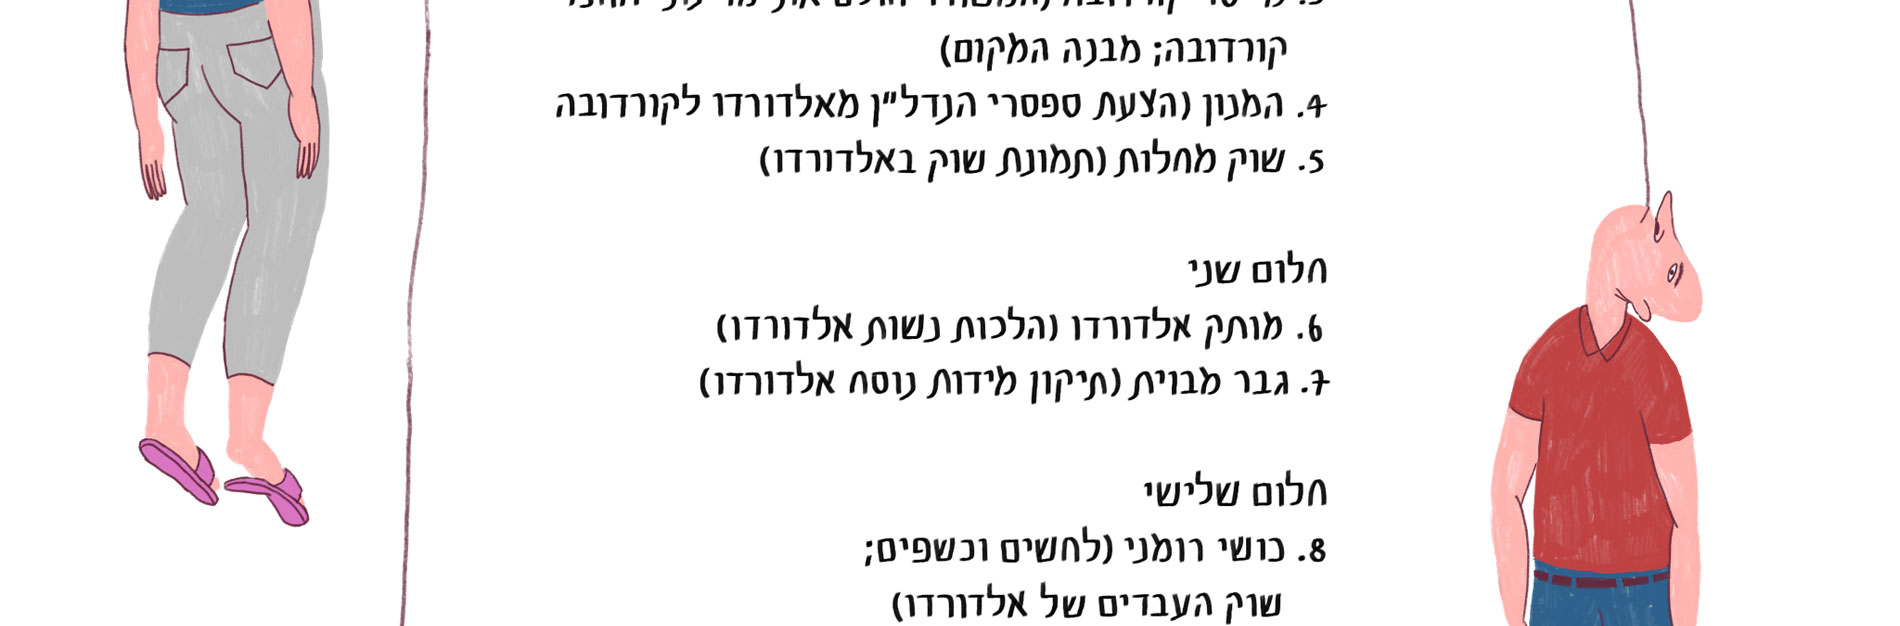 קורדובה; מבנה המקום)
4. המנון (הצעת ספסרי הנדל״ן מאלדורדו לקורדובה
5. שוק מחלות (תמונת שוק באלדורדו)
חלום שני
6. מותק אלדורדו (הלכות נשות אלדורדו)
7. גבר מבוית (תיקון מידות נוסח אלדורדו)
חלום שלישי
8. כושי רומני (לחשים וכשפים;
שוק העבדים של אלדורדו)